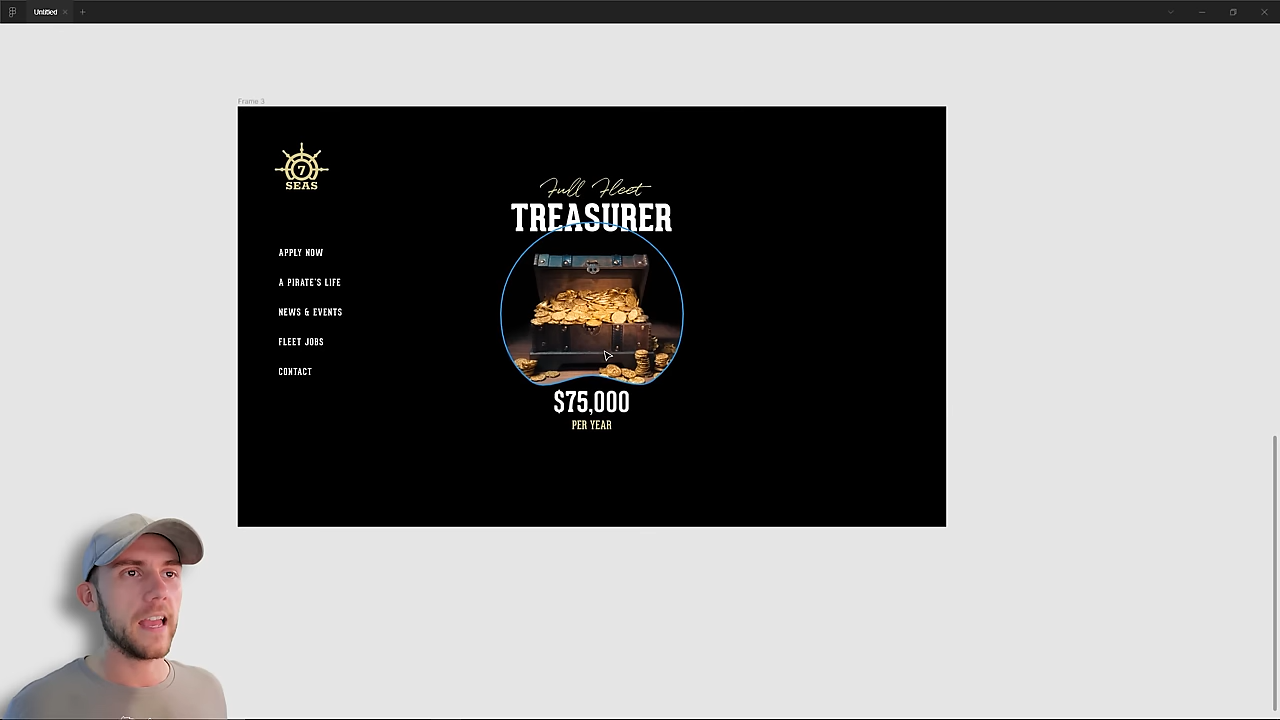 Untitled
Frame 3
7
SEAS
Full Fleet
TREASURER
APPLY NOW
A PIRATE'S LIFE
NEWS & EVENTS
FLEET JOBS
CONTACT
$75,000
PER YEAR